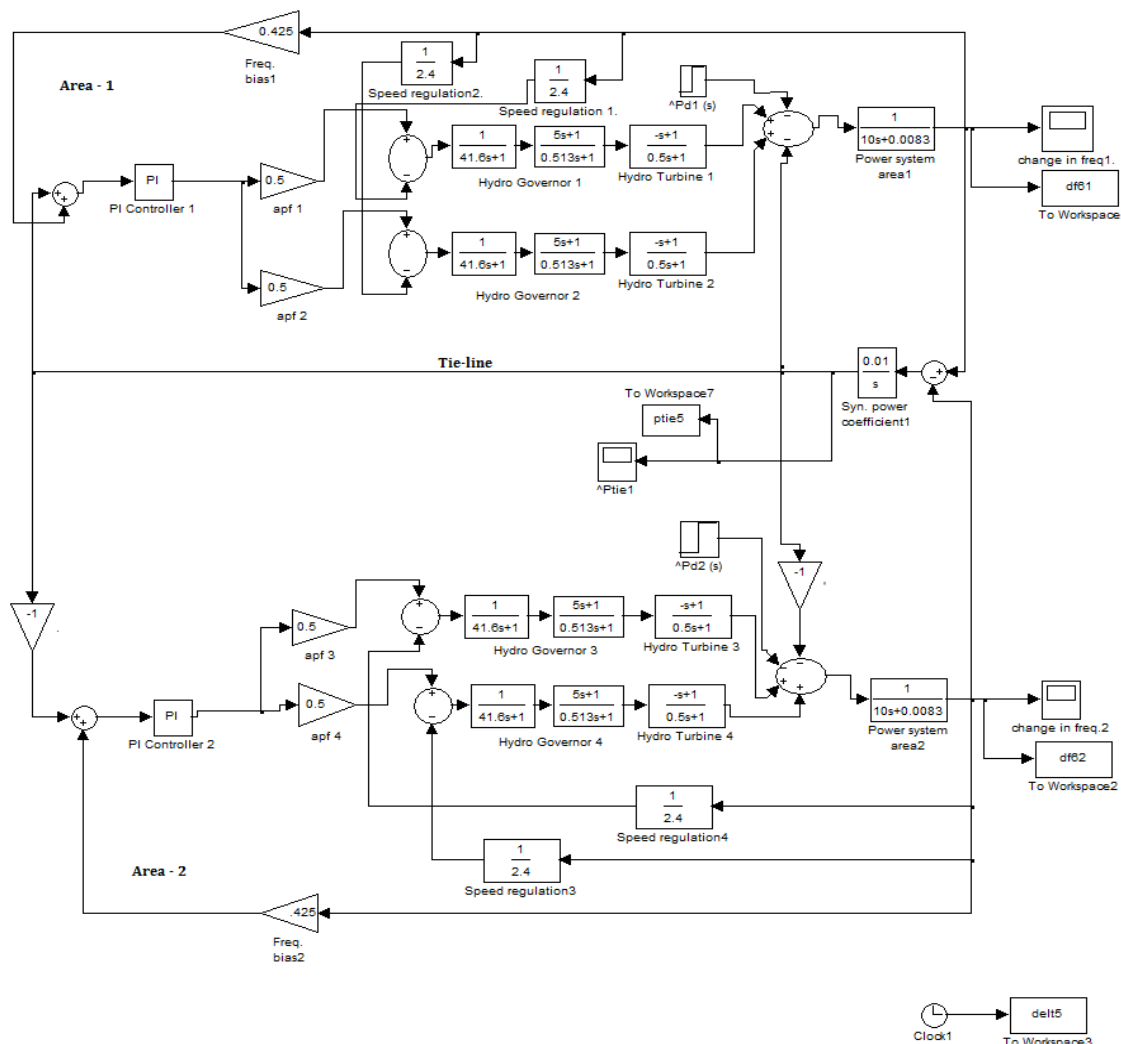 0.425
Freq.
bias1
Area - 1
1
2.4
Speed regulation2.
1
2.4
Speed regulation 1.
^Pd1 (s)
+
−
1
41.6s+1
5s+1
0.513s+1
-s+1
0.5s+1
Hydro Governor 1
Hydro Turbine 1
−
+
+
−
1
10s+0.0083
Power system
area1
change in freq1.
df61
To Workspace
+
+
PI
PI Controller 1
0.5
apf 1
+
−
1
41.6s+1
5s+1
0.513s+1
-s+1
0.5s+1
Hydro Governor 2
Hydro Turbine 2
0.5
apf 2
Tie-line
0.01
s
Syn. power
coefficient1
−
+
To Workspace7
ptie5
^Ptie1
^Pd2 (s)
-1
-1
0.5
apf 3
+
−
1
41.6s+1
5s+1
0.513s+1
-s+1
0.5s+1
Hydro Governor 3
Hydro Turbine 3
−
−
+
+
1
10s+0.0083
Power system
area2
change in freq.2
df62
To Workspace2
+
+
PI
PI Controller 2
0.5
apf 4
+
−
1
41.6s+1
5s+1
0.513s+1
-s+1
0.5s+1
Hydro Governor 4
Hydro Turbine 4
1
2.4
Speed regulation4
1
2.4
Speed regulation3
Area - 2
.425
Freq.
bias2
Clock1
delt5
To Workspace3